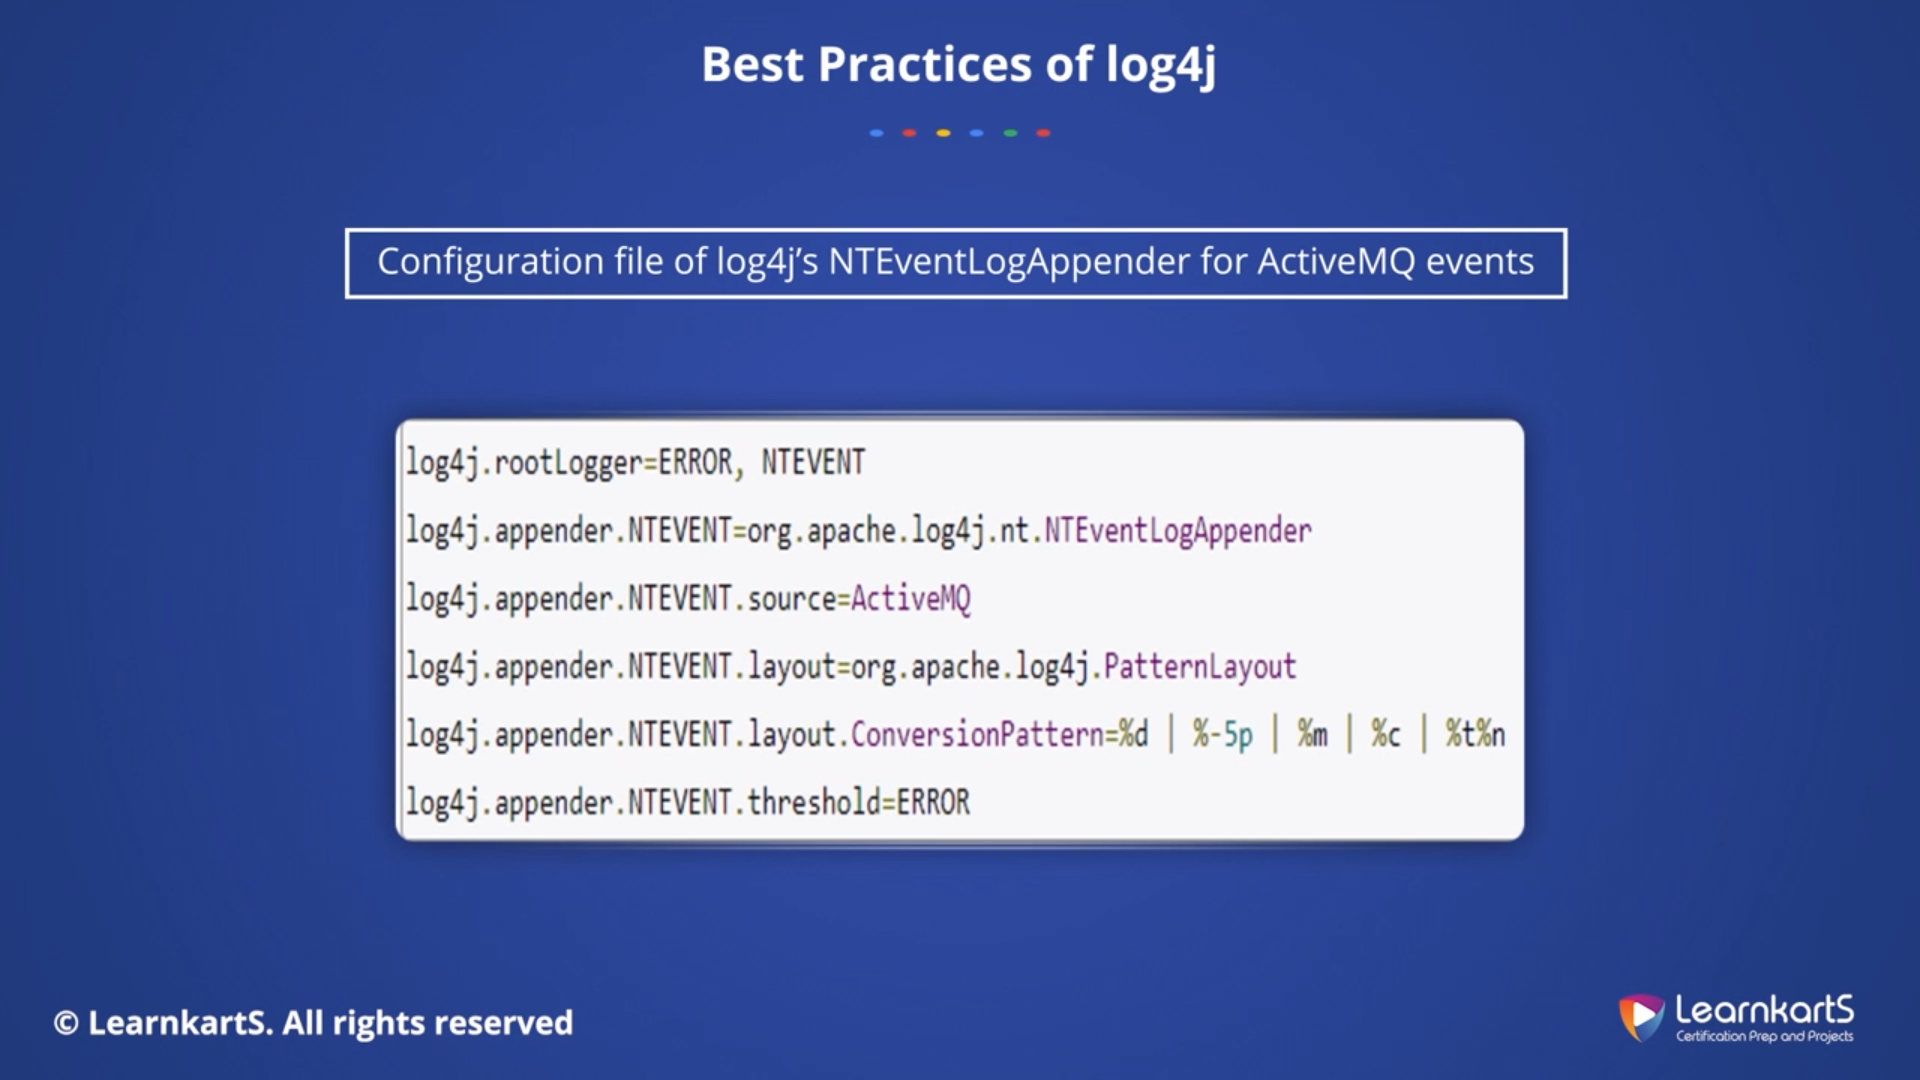 Best Practices of log4j
Configuration file of log4j’s NTEventLogAppender for ActiveMQ events
log4j.rootLogger=ERROR, NTEVENT
log4j.appender.NTEVENT=org.apache.log4j.nt.NTEventLogAppender
log4j.appender.NTEVENT.source=ActiveMQ
log4j.appender.NTEVENT.layout=org.apache.log4j.PatternLayout
log4j.appender.NTEVENT.layout.ConversionPattern=%d | %-5p | %m | %c | %t%n
log4j.appender.NTEVENT.threshold=ERROR
© LearnkartS. All rights reserved
LearnkartS
Certification Prep and Projects